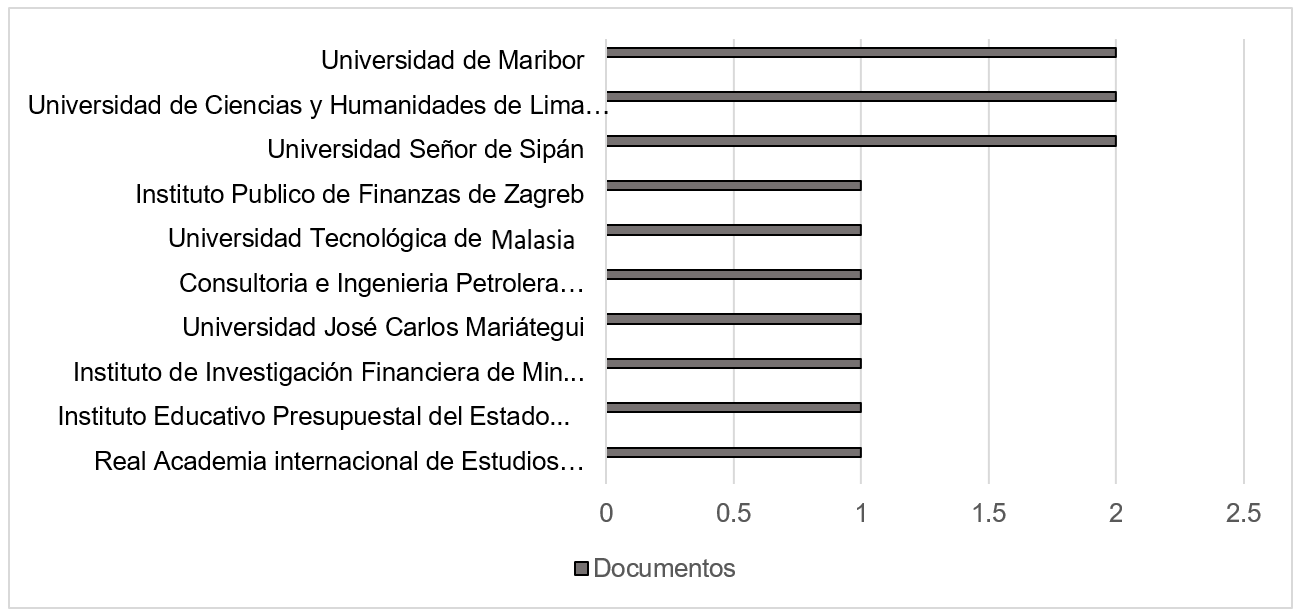 Universidad de Maribor
Universidad de Ciencias y Humanidades de Lima…
Universidad Señor de Sipán
Instituto Publico de Finanzas de Zagreb
Universidad Tecnológica de Malasia
Consultoria e Ingenieria Petrolera…
Universidad José Carlos Mariátegui
Instituto de Investigación Financiera de Min...
Instituto Educativo Presupuestal del Estado...
Real Academia internacional de Estudios…
0 0.5 1 1.5 2 2.5
Documentos